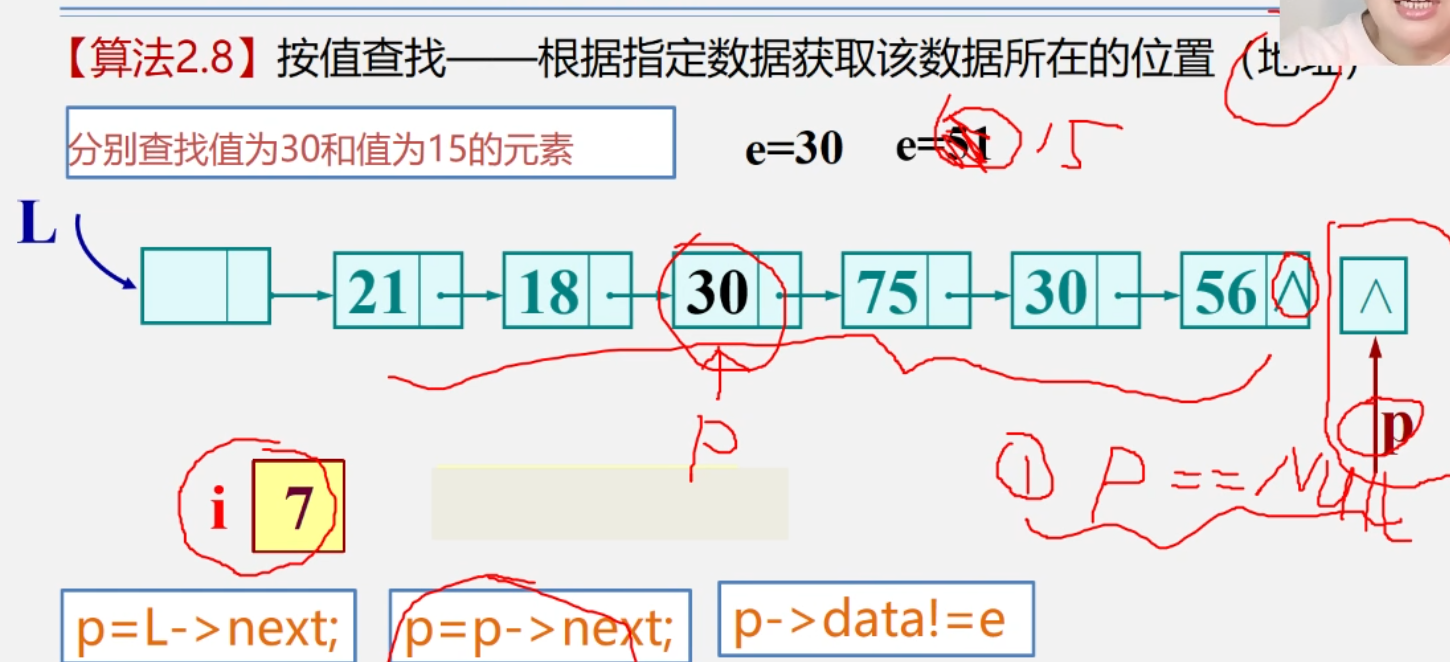 【算法2.8】按值查找——根据指定数据获取该数据所在的位置（地址）
分别查找值为30和值为15的元素
e=30 e=51 15
L
21 18 30 75 30 56 ∧ ∧
p
P
i 7
① P == Null
p=L->next; p=p->next; p->data!=e